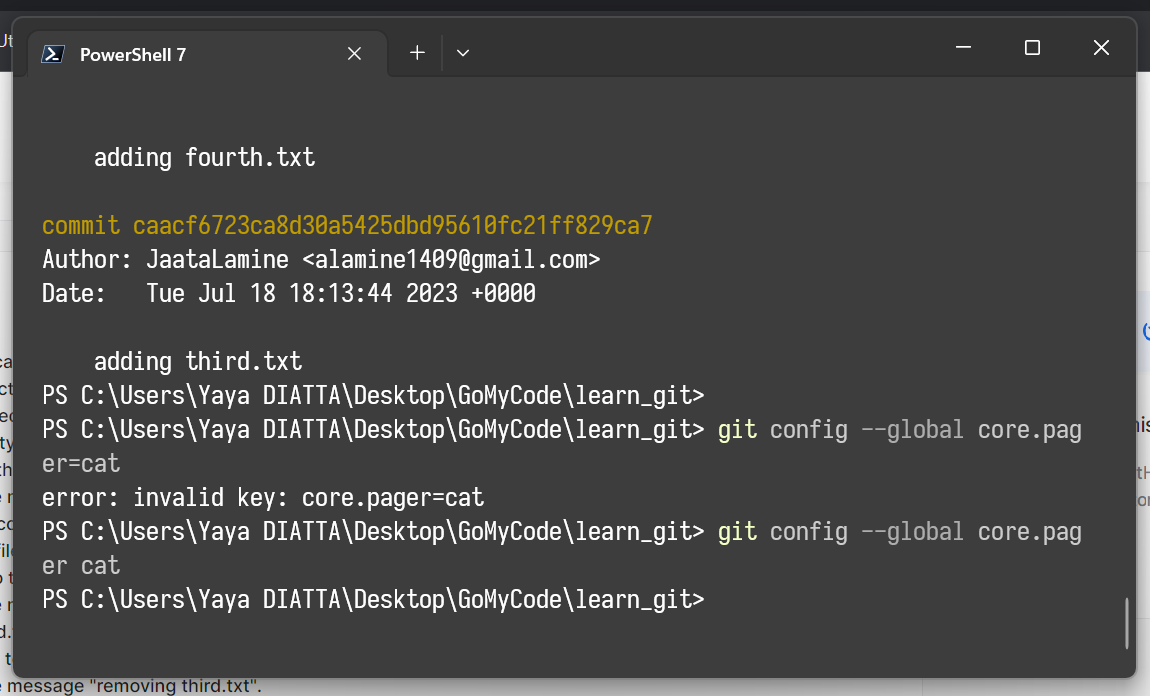 PowerShell 7
adding fourth.txt
commit caacf6723ca8d30a5425dbd95610fc21ff829ca7
Author: JaataLamine <alamine1409@gmail.com>
Date:   Tue Jul 18 18:13:44 2023 +0000
adding third.txt
PS C:\Users\Yaya DIATTA\Desktop\GoMyCode\learn_git>
PS C:\Users\Yaya DIATTA\Desktop\GoMyCode\learn_git> git config --global core.pag
er=cat
error: invalid key: core.pager=cat
PS C:\Users\Yaya DIATTA\Desktop\GoMyCode\learn_git> git config --global core.pag
er cat
PS C:\Users\Yaya DIATTA\Desktop\GoMyCode\learn_git>
message "removing third.txt".